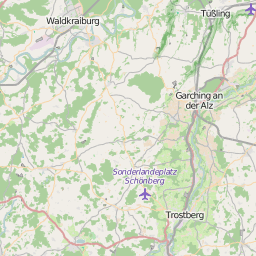 Tüßling
Waldkraiburg
Garching an
der Alz
Sonderlandeplatz
Schönberg
Trostberg